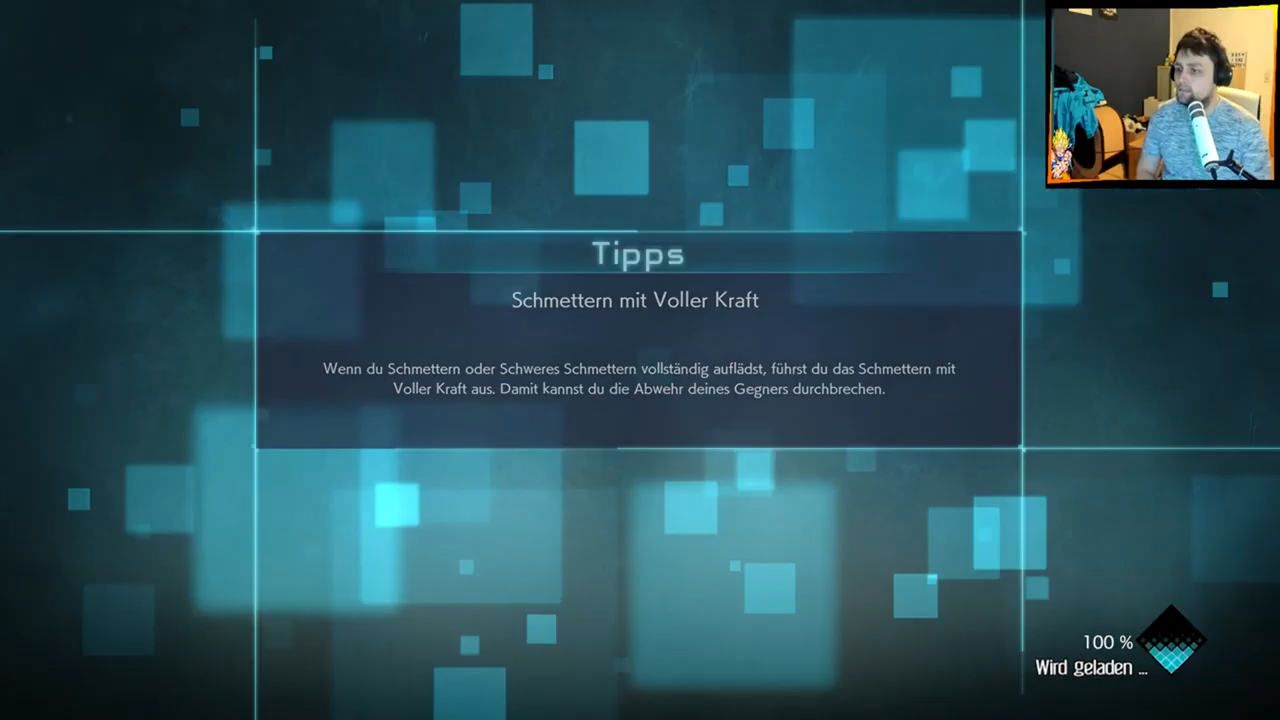 Tipps
Schmettern mit Voller Kraft
Wenn du Schmettern oder Schweres Schmettern vollständig auflädst, führst du das Schmettern mit
Voller Kraft aus. Damit kannst du die Abwehr deines Gegners durchbrechen.
100 %
Wird geladen ...